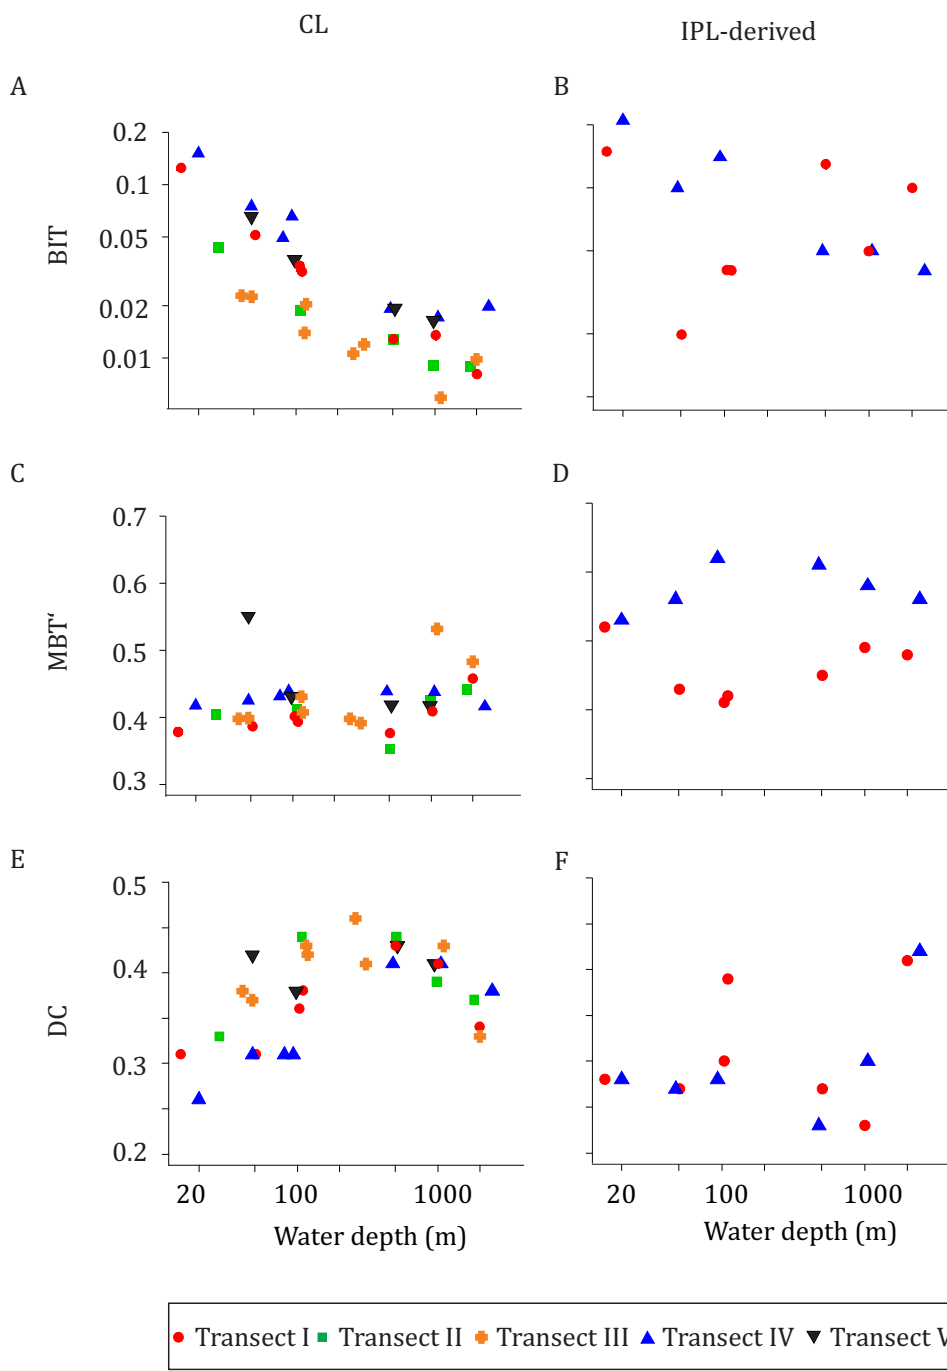 CL
IPL-derived
A
B
0.2
0.1
0.05
0.02
0.01
BIT
C
D
0.7
0.6
0.5
0.4
0.3
MBT‘
E
F
0.5
0.4
0.3
0.2
DC
20 100 1000
20 100 1000
Water depth (m)
Water depth (m)
Transect I Transect II Transect III Transect IV Transect V